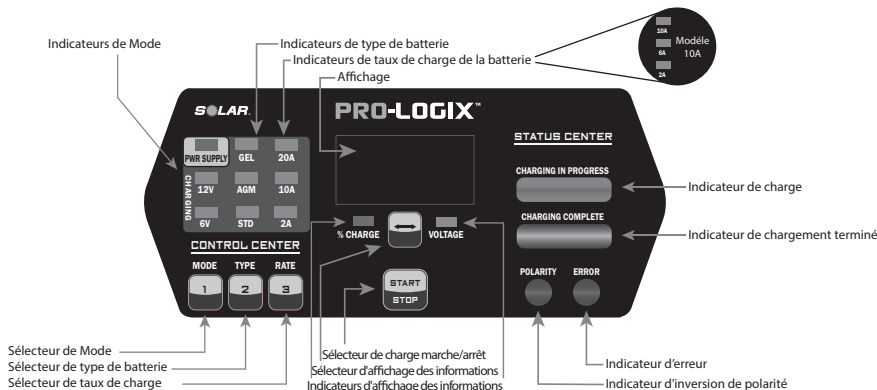 Indicateurs de Mode
Indicateurs de type de batterie
Indicateurs de taux de charge de la batterie
Affichage
10A
6A
2A
Modéle
10A
SOLAR®
PRO-LOGIX™
STATUS CENTER
PWR SUPPLY
GEL
20A
CHARGING
12V
AGM
10A
6V
STD
2A
CHARGING IN PROGRESS
Indicateur de charge
CHARGING COMPLETE
Indicateur de chargement terminé
% CHARGE
VOLTAGE
CONTROL CENTER
MODE
TYPE
RATE
1
2
3
START
STOP
POLARITY
ERROR
Sélecteur de Mode
Sélecteur de type de batterie
Sélecteur de taux de charge
Sélecteur de charge marche/arrêt
Sélecteur d'affichage des informations
Indicateurs d'affichage des informations
Indicateur d'erreur
Indicateur d'inversion de polarité